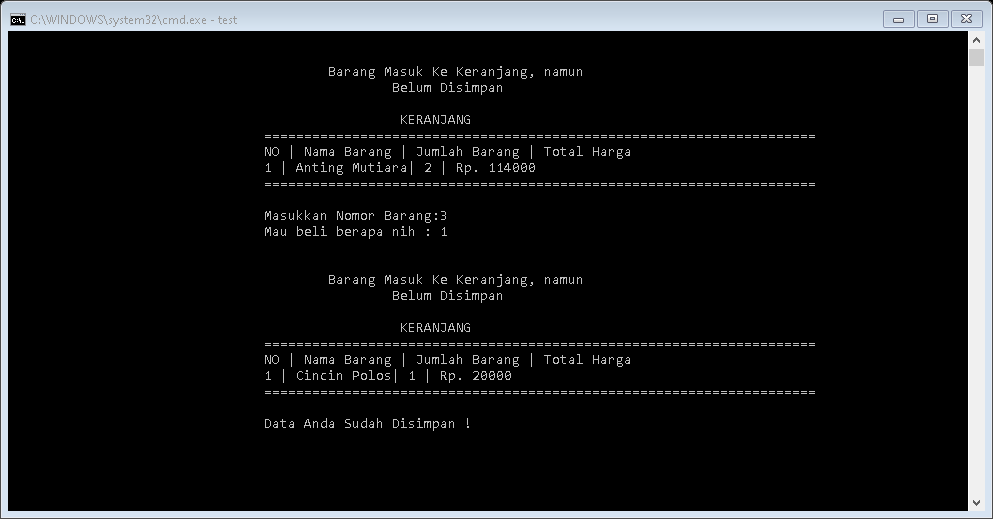 C:\WINDOWS\system32\cmd.exe - test
Barang Masuk Ke Keranjang, namun
Belum Disimpan
KERANJANG
=====================================================================
NO | Nama Barang | Jumlah Barang | Total Harga
1 | Anting Mutiara| 2 | Rp. 114000
=====================================================================
Masukkan Nomor Barang:3
Mau beli berapa nih : 1
Barang Masuk Ke Keranjang, namun
Belum Disimpan
KERANJANG
=====================================================================
NO | Nama Barang | Jumlah Barang | Total Harga
1 | Cincin Polos| 1 | Rp. 20000
=====================================================================
Data Anda Sudah Disimpan !